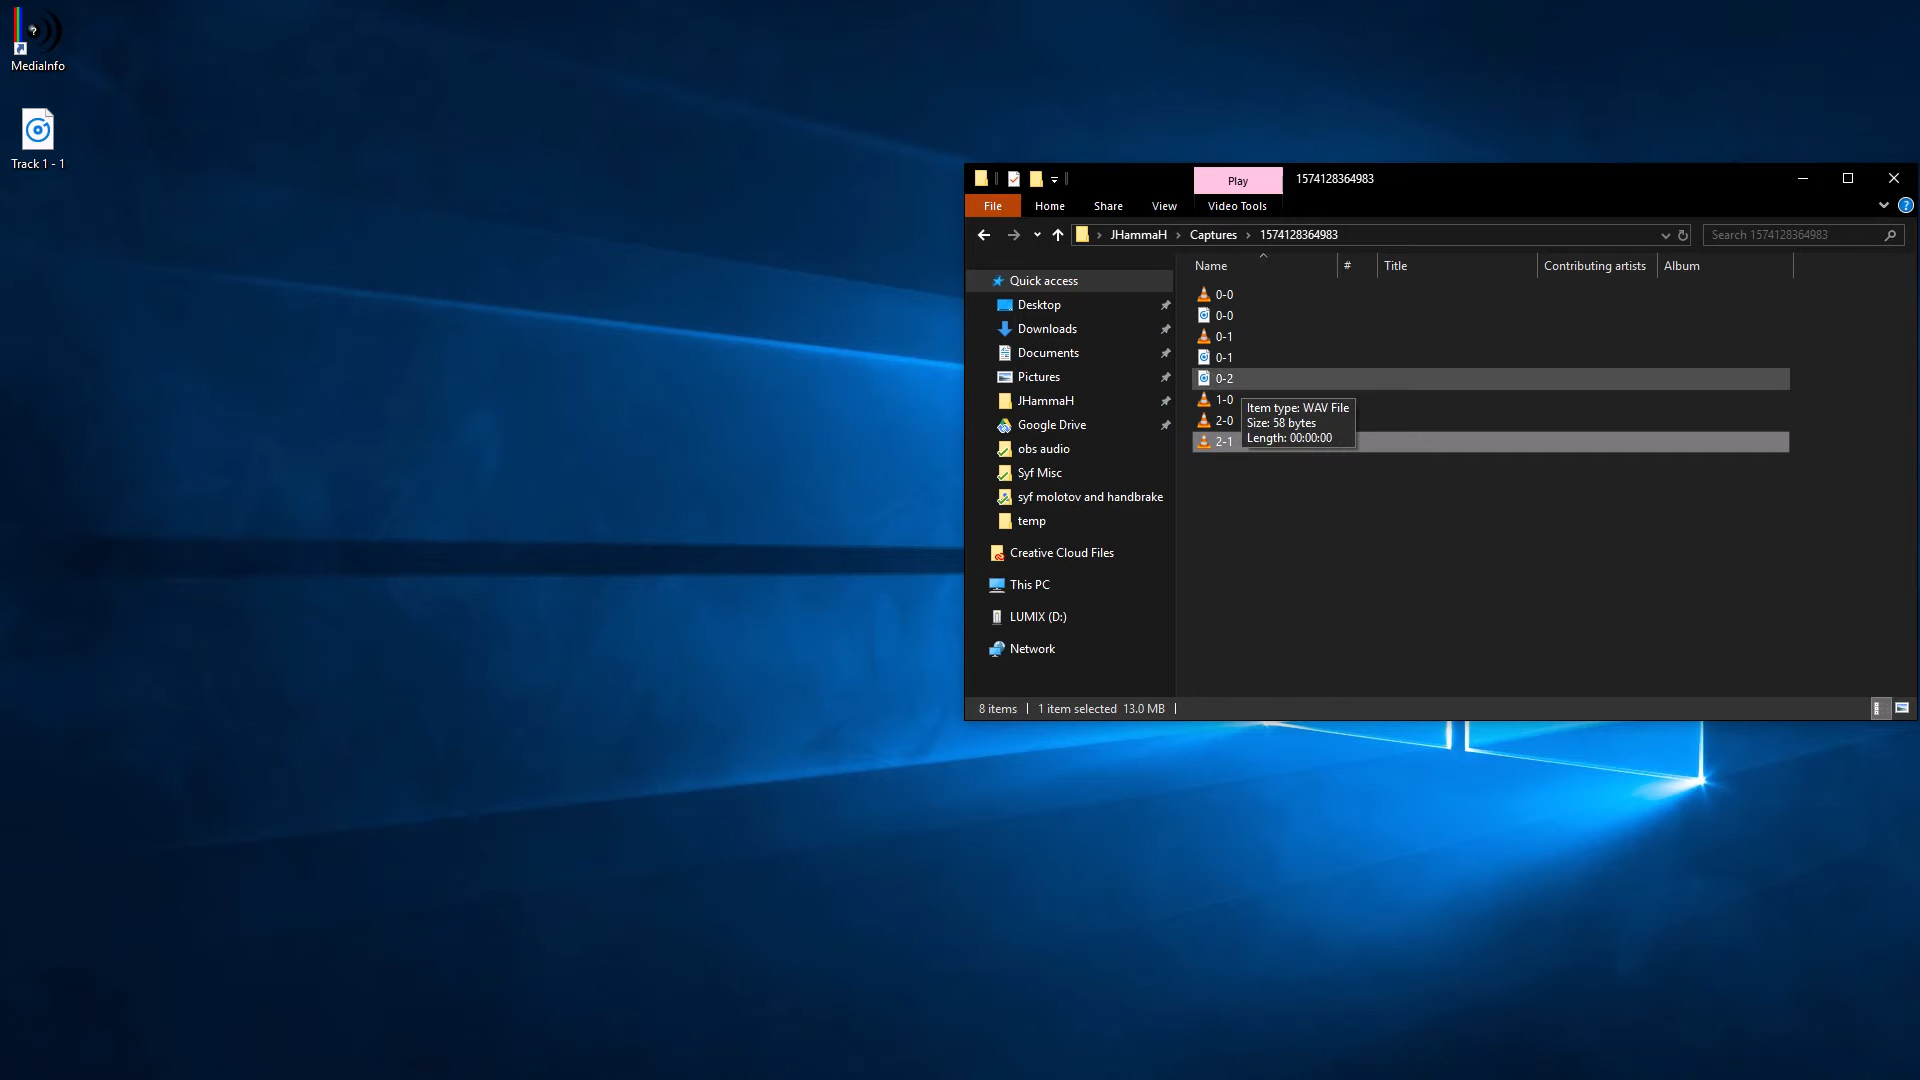 MediaInfo
Track 1 - 1
Play
1574128364983
File
Home
Share
View
Video Tools
JHammaH
Captures
1574128364983
Search 1574128364983
Name
#
Title
Contributing artists
Album
Quick access
Desktop
Downloads
Documents
Pictures
JHammaH
Google Drive
obs audio
Syf Misc
syf molotov and handbrake
temp
Creative Cloud Files
This PC
LUMIX (D:)
Network
0-0
0-0
0-1
0-1
0-2
1-0
2-0
2-1
Item type: WAV File
Size: 58 bytes
Length: 00:00:00
8 items
1 item selected 13.0 MB